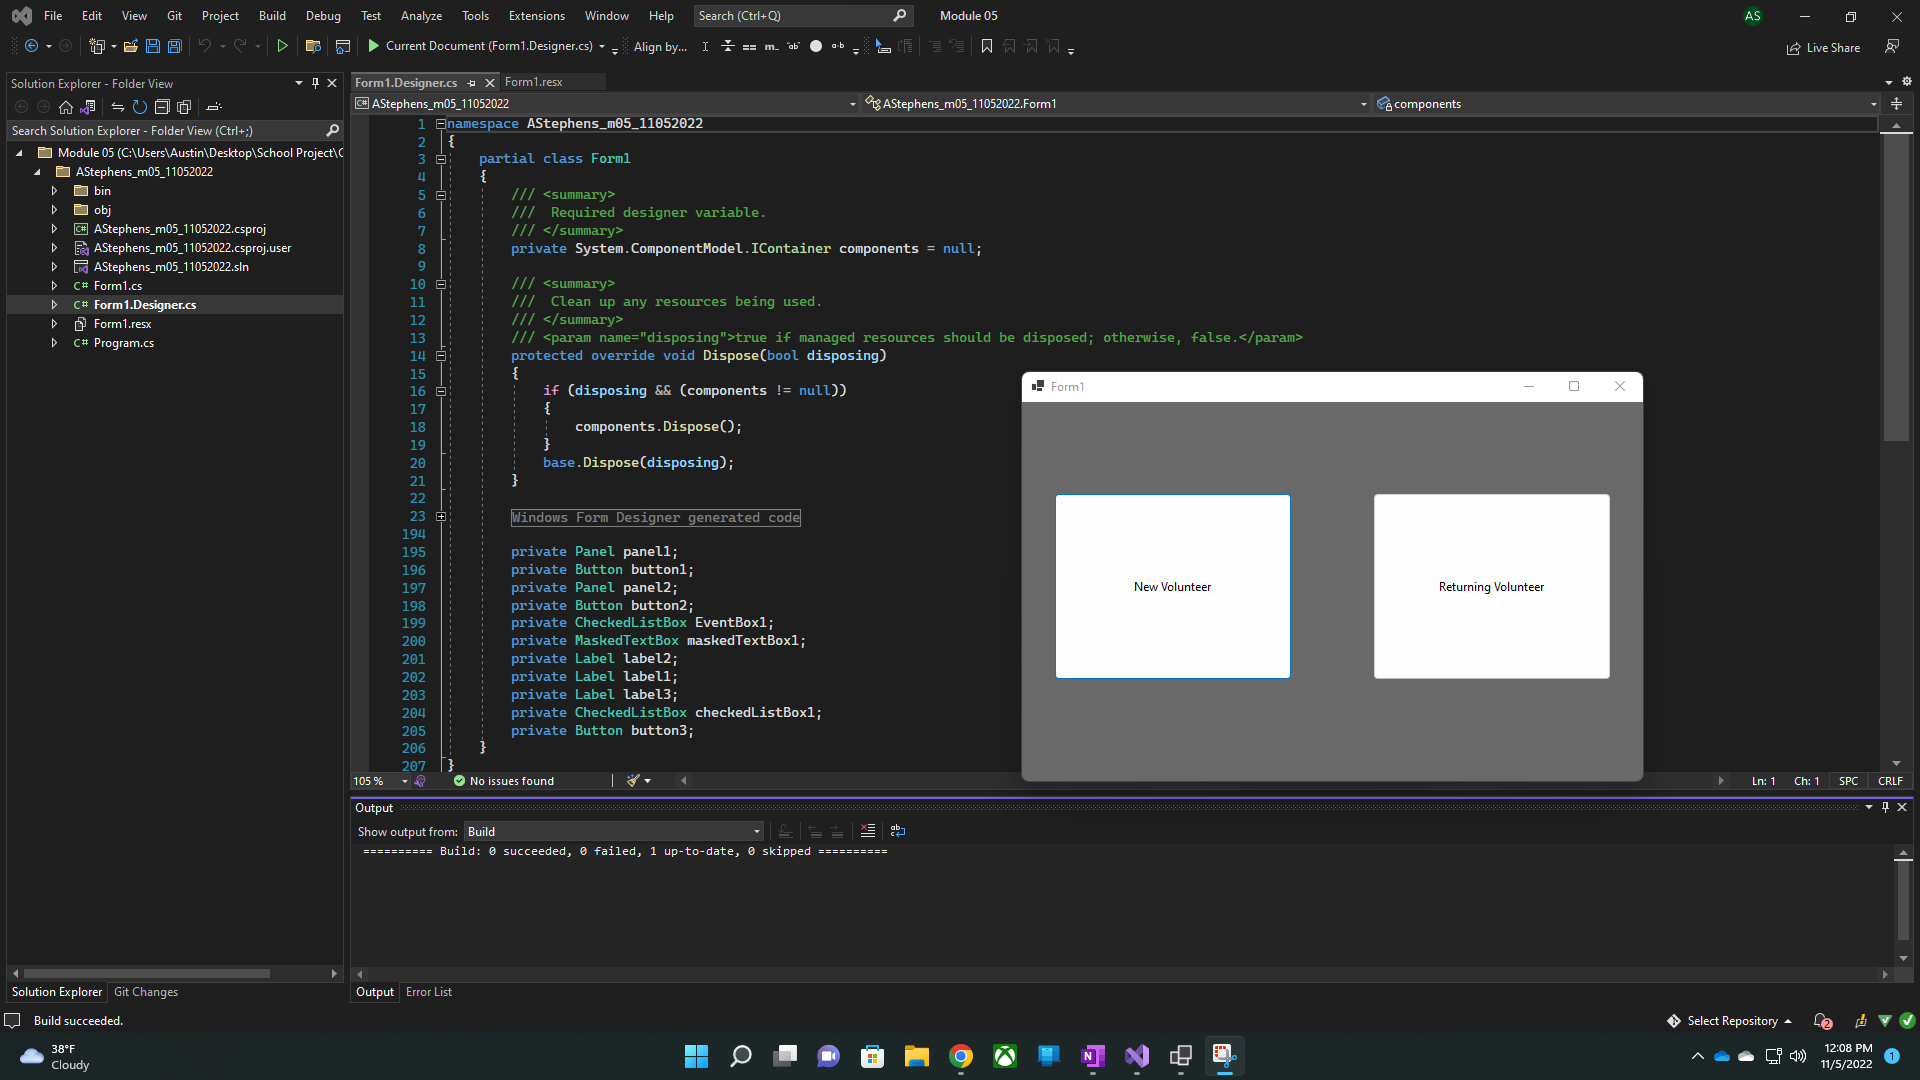 File Edit View Git Project Build Debug Test Analyze Tools Extensions Window Help Search (Ctrl+Q) Module 05 AS
Current Document (Form1.Designer.cs) Align by... Live Share
Solution Explorer - Folder View
Search Solution Explorer - Folder View (Ctrl+;)
Module 05 (C:\Users\Austin\Desktop\School Project\C
AStephens_m05_11052022
bin
obj
AStephens_m05_11052022.csproj
AStephens_m05_11052022.csproj.user
AStephens_m05_11052022.sln
C# Form1.cs
C# Form1.Designer.cs
Form1.resx
C# Program.cs
Form1.Designer.cs Form1.resx
C# AStephens_m05_11052022 AStephens_m05_11052022.Form1 components
1 namespace AStephens_m05_11052022
2 {
3 partial class Form1
4 {
5 /// <summary>
6 /// Required designer variable.
7 /// </summary>
8 private System.ComponentModel.IContainer components = null;
9
10 /// <summary>
11 /// Clean up any resources being used.
12 /// </summary>
13 /// <param name="disposing">true if managed resources should be disposed; otherwise, false.</param>
14 protected override void Dispose(bool disposing)
15 {
16 if (disposing && (components != null))
17 {
18 components.Dispose();
19 }
20 base.Dispose(disposing);
21 }
22
23 Windows Form Designer generated code
194
195 private Panel panel1;
196 private Button button1;
197 private Panel panel2;
198 private Button button2;
199 private CheckedListBox EventBox1;
200 private MaskedTextBox maskedTextBox1;
201 private Label label2;
202 private Label label1;
203 private Label label3;
204 private CheckedListBox checkedListBox1;
205 private Button button3;
206 }
207 }
Form1
New Volunteer Returning Volunteer
105 % No issues found Ln: 1 Ch: 1 SPC CRLF
Output
Show output from: Build
========== Build: 0 succeeded, 0 failed, 1 up-to-date, 0 skipped ==========
Solution Explorer Git Changes Output Error List
Build succeeded. Select Repository 2
38°F
Cloudy
12:08 PM
11/5/2022
1